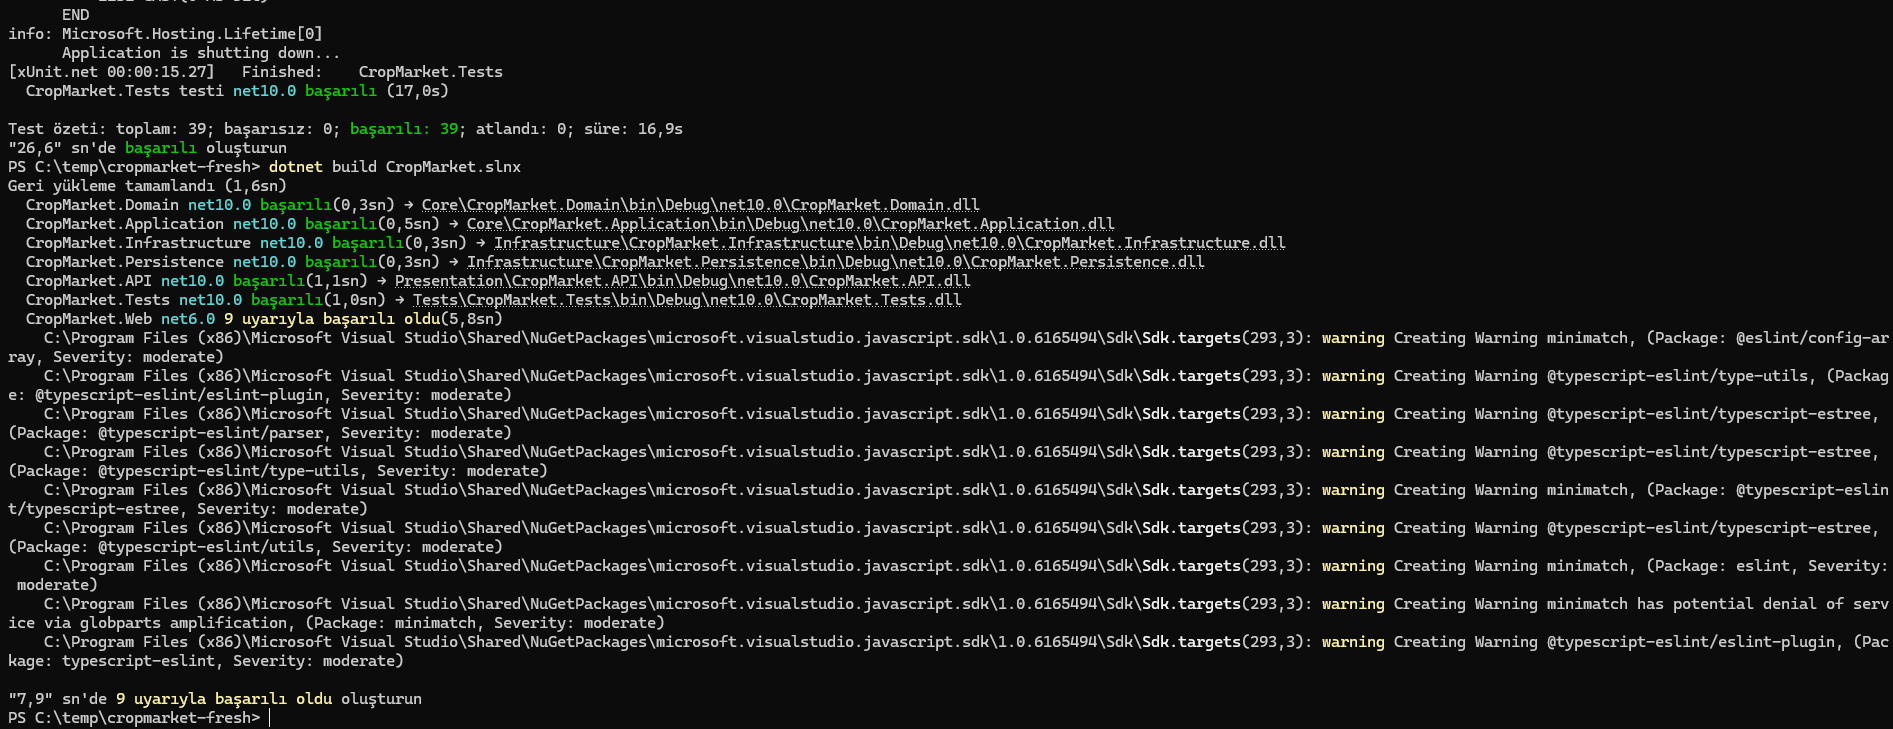 END
info: Microsoft.Hosting.Lifetime[0]
Application is shutting down...
[xUnit.net 00:00:15.27]   Finished:    CropMarket.Tests
CropMarket.Tests testi net10.0 başarılı (17,0s)
Test özeti: toplam: 39; başarısız: 0; başarılı: 39; atlandı: 0; süre: 16,9s
"26,6" sn'de başarılı oluşturun
PS C:\temp\cropmarket-fresh> dotnet build CropMarket.slnx
Geri yükleme tamamlandı (1,6sn)
CropMarket.Domain net10.0 başarılı(0,3sn) → Core\CropMarket.Domain\bin\Debug\net10.0\CropMarket.Domain.dll
CropMarket.Application net10.0 başarılı(0,5sn) → Core\CropMarket.Application\bin\Debug\net10.0\CropMarket.Application.dll
CropMarket.Infrastructure net10.0 başarılı(0,3sn) → Infrastructure\CropMarket.Infrastructure\bin\Debug\net10.0\CropMarket.Infrastructure.dll
CropMarket.Persistence net10.0 başarılı(0,3sn) → Infrastructure\CropMarket.Persistence\bin\Debug\net10.0\CropMarket.Persistence.dll
CropMarket.API net10.0 başarılı(1,1sn) → Presentation\CropMarket.API\bin\Debug\net10.0\CropMarket.API.dll
CropMarket.Tests net10.0 başarılı(1,0sn) → Tests\CropMarket.Tests\bin\Debug\net10.0\CropMarket.Tests.dll
CropMarket.Web net6.0 9 uyarıyla başarılı oldu(5,8sn)
C:\Program Files (x86)\Microsoft Visual Studio\Shared\NuGetPackages\microsoft.visualstudio.javascript.sdk\1.0.6165494\Sdk\Sdk.targets(293,3): warning Creating Warning minimatch, (Package: @eslint/config-ar
ray, Severity: moderate)
C:\Program Files (x86)\Microsoft Visual Studio\Shared\NuGetPackages\microsoft.visualstudio.javascript.sdk\1.0.6165494\Sdk\Sdk.targets(293,3): warning Creating Warning @typescript-eslint/type-utils, (Packag
e: @typescript-eslint/eslint-plugin, Severity: moderate)
C:\Program Files (x86)\Microsoft Visual Studio\Shared\NuGetPackages\microsoft.visualstudio.javascript.sdk\1.0.6165494\Sdk\Sdk.targets(293,3): warning Creating Warning @typescript-eslint/typescript-estree,
(Package: @typescript-eslint/parser, Severity: moderate)
C:\Program Files (x86)\Microsoft Visual Studio\Shared\NuGetPackages\microsoft.visualstudio.javascript.sdk\1.0.6165494\Sdk\Sdk.targets(293,3): warning Creating Warning @typescript-eslint/typescript-estree,
(Package: @typescript-eslint/type-utils, Severity: moderate)
C:\Program Files (x86)\Microsoft Visual Studio\Shared\NuGetPackages\microsoft.visualstudio.javascript.sdk\1.0.6165494\Sdk\Sdk.targets(293,3): warning Creating Warning minimatch, (Package: @typescript-eslin
t/typescript-estree, Severity: moderate)
C:\Program Files (x86)\Microsoft Visual Studio\Shared\NuGetPackages\microsoft.visualstudio.javascript.sdk\1.0.6165494\Sdk\Sdk.targets(293,3): warning Creating Warning @typescript-eslint/typescript-estree,
(Package: @typescript-eslint/utils, Severity: moderate)
C:\Program Files (x86)\Microsoft Visual Studio\Shared\NuGetPackages\microsoft.visualstudio.javascript.sdk\1.0.6165494\Sdk\Sdk.targets(293,3): warning Creating Warning minimatch, (Package: eslint, Severity:
moderate)
C:\Program Files (x86)\Microsoft Visual Studio\Shared\NuGetPackages\microsoft.visualstudio.javascript.sdk\1.0.6165494\Sdk\Sdk.targets(293,3): warning Creating Warning minimatch has potential denial of serv
ice via globparts amplification, (Package: minimatch, Severity: moderate)
C:\Program Files (x86)\Microsoft Visual Studio\Shared\NuGetPackages\microsoft.visualstudio.javascript.sdk\1.0.6165494\Sdk\Sdk.targets(293,3): warning Creating Warning @typescript-eslint/eslint-plugin, (Pac
kage: typescript-eslint, Severity: moderate)
"7,9" sn'de 9 uyarıyla başarılı oldu oluşturun
PS C:\temp\cropmarket-fresh>